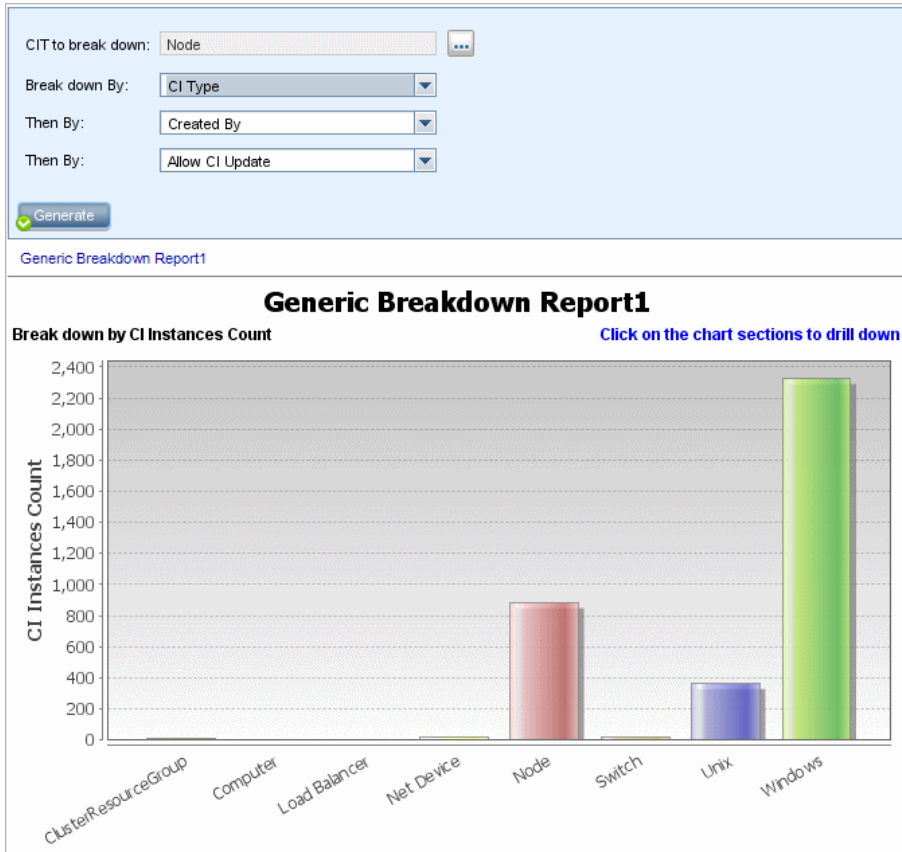 CIT to break down: Node ...
Break down By: CI Type
Then By: Created By
Then By: Allow CI Update
Generate
Generic Breakdown Report1
Generic Breakdown Report1
Break down by CI Instances Count Click on the chart sections to drill down
CI Instances Count
2,400
2,200
2,000
1,800
1,600
1,400
1,200
1,000
800
600
400
200
0
ClusterResourceGroup
Computer
Load Balancer
Net Device
Node
Switch
Unix
Windows